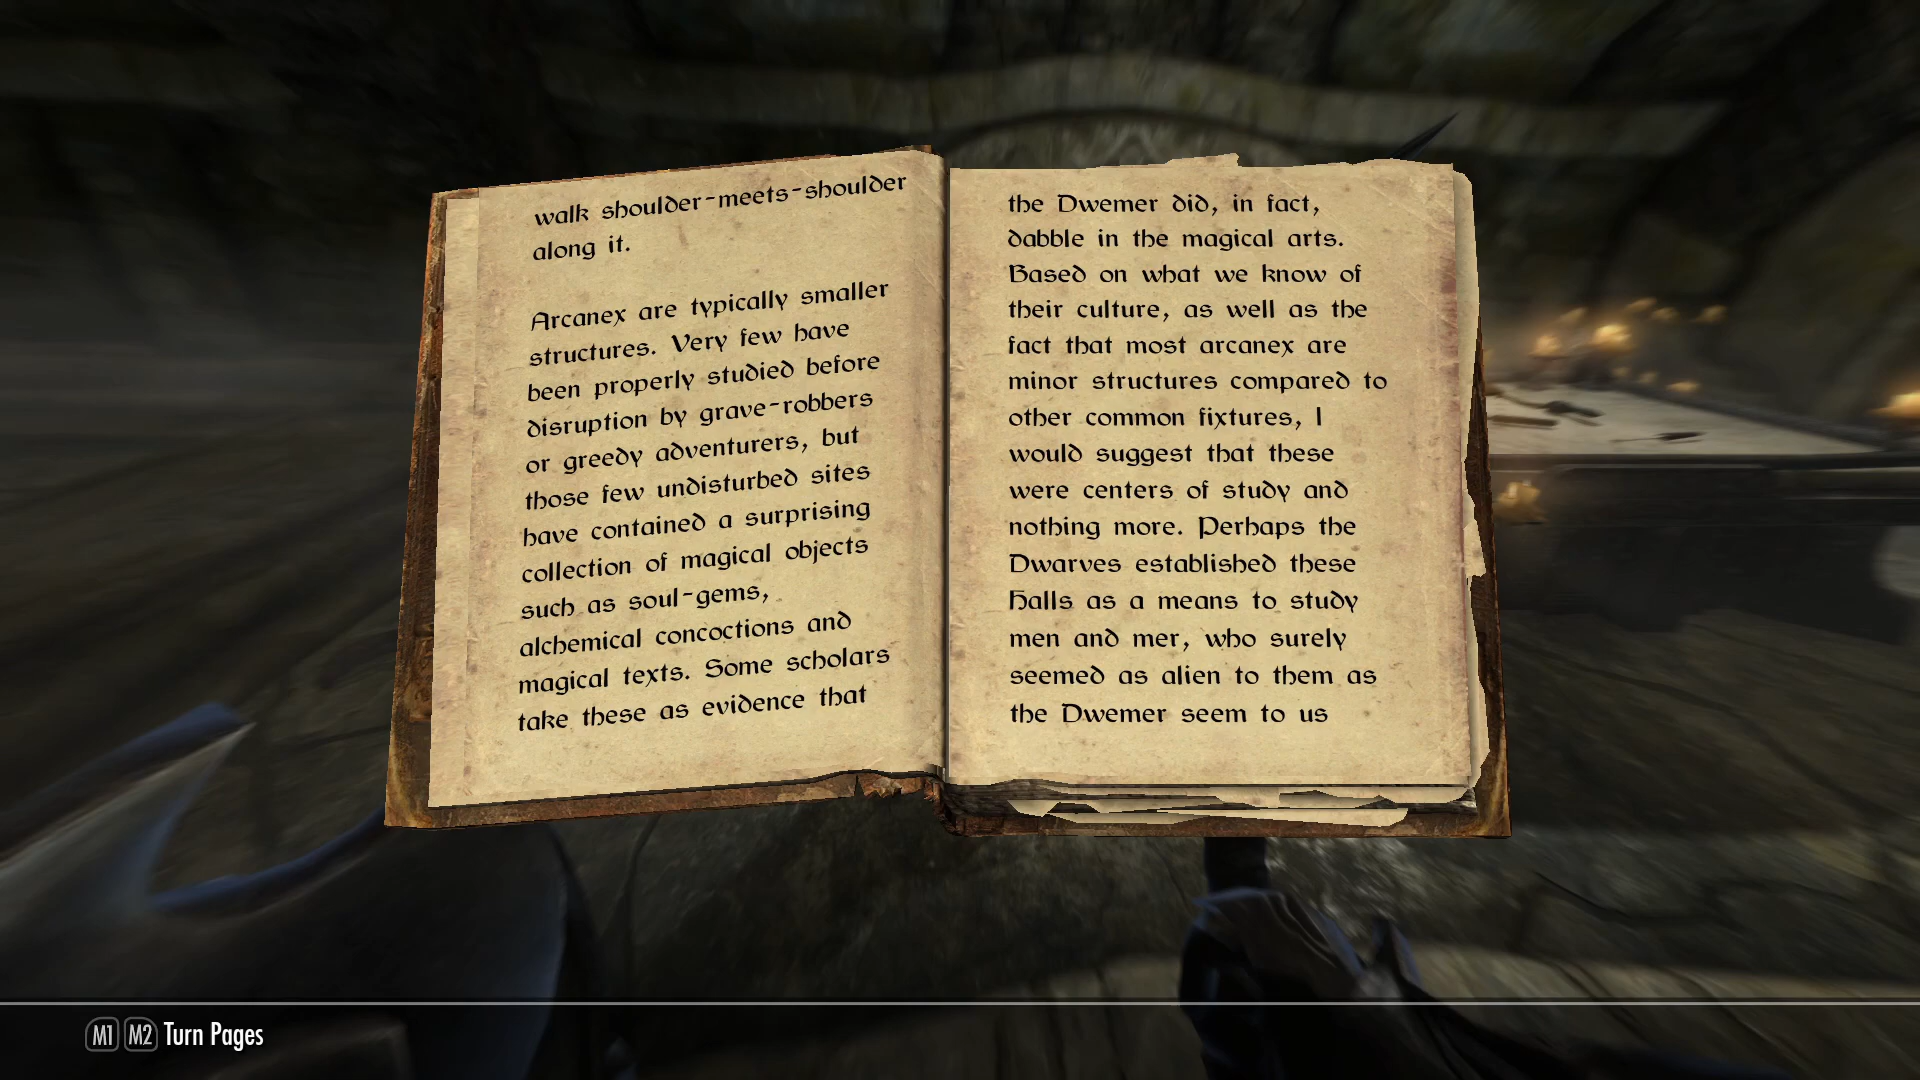 walk shoulder-meets-shoulder
along it.
Arcanex are typically smaller
structures. Very few have
been properly studied before
disruption by grave-robbers
or greedy adventurers, but
those few undisturbed sites
have contained a surprising
collection of magical objects
such as soul-gems,
alchemical concoctions and
magical texts. Some scholars
take these as evidence that
the Dwemer did, in fact,
dabble in the magical arts.
Based on what we know of
their culture, as well as the
fact that most arcanex are
minor structures compared to
other common fixtures, I
would suggest that these
were centers of study and
nothing more. Perhaps the
Dwarves established these
Halls as a means to study
men and mer, who surely
seemed as alien to them as
the Dwemer seem to us
M1 M2 Turn Pages